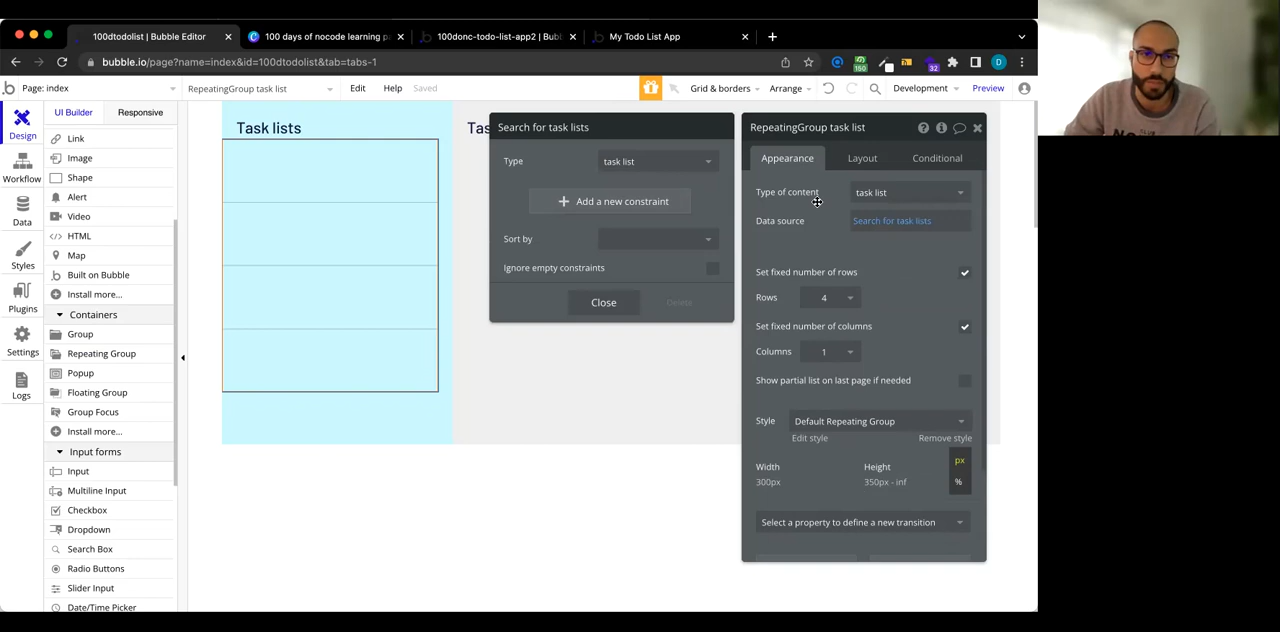 100dtodolist | Bubble Editor
100 days of nocode learning p
100donc-todo-list-app2 | Bubb
My Todo List App
bubble.io/page?name=index&id=100dtodolist&tab=tabs-1
150
32
D
Page: index
RepeatingGroup task list
Edit
Help
Saved
Grid & borders
Arrange
Development
Preview
Design
Workflow
Data
Styles
Plugins
Settings
Logs
UI Builder
Responsive
Link
Image
Shape
Alert
Video
HTML
Map
Built on Bubble
Install more...
Containers
Group
Repeating Group
Popup
Floating Group
Group Focus
Install more...
Input forms
Input
Multiline Input
Checkbox
Dropdown
Search Box
Radio Buttons
Slider Input
Date/Time Picker
Task lists
Tas
Search for task lists
Type
task list
Add a new constraint
Sort by
Ignore empty constraints
Close
Delete
RepeatingGroup task list
Appearance
Layout
Conditional
Type of content
task list
Data source
Search for task lists
Set fixed number of rows
Rows
4
Set fixed number of columns
Columns
1
Show partial list on last page if needed
Style
Default Repeating Group
Edit style
Remove style
Width
Height
px
300px
350px - inf
%
Select a property to define a new transition